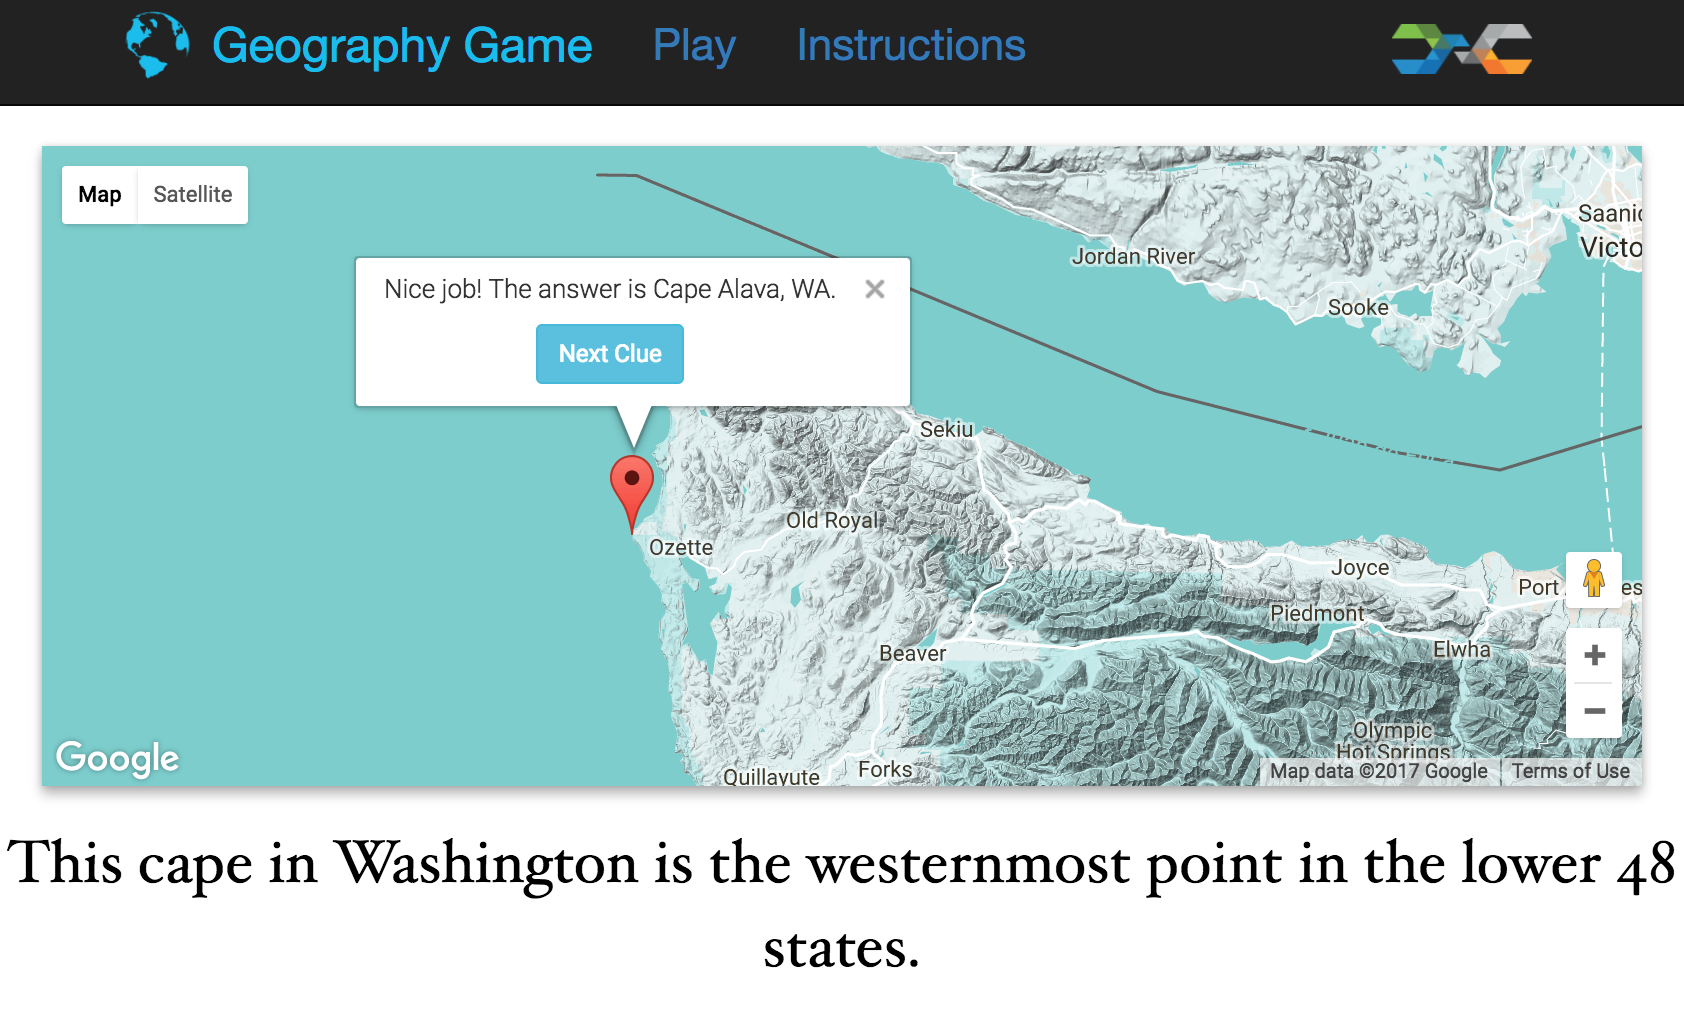 Geography Game Play Instructions
Map Satellite
Saanic
Victo
Jordan River
Sooke
Nice job! The answer is Cape Alava, WA. ×
Next Clue
Sekiu
Old Royal
Ozette
Joyce
Port
es
Piedmont
Beaver
Elwha
+
−
Olympic
Hot Springs
Google
Quillayute
Forks
Map data ©2017 Google Terms of Use
This cape in Washington is the westernmost point in the lower 48
states.